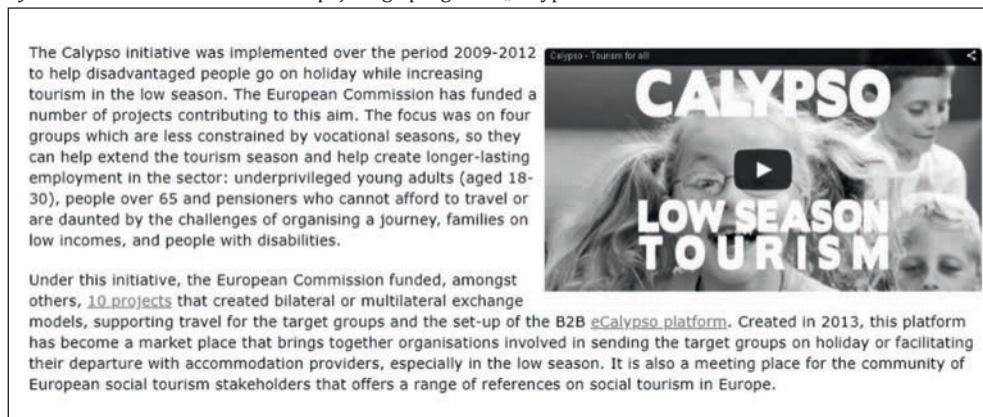 The Calypso initiative was implemented over the period 2009-2012
to help disadvantaged people go on holiday while increasing
tourism in the low season. The European Commission has funded a
number of projects contributing to this aim. The focus was on four
groups which are less constrained by vocational seasons, so they
can help extend the tourism season and help create longer-lasting
employment in the sector: underprivileged young adults (aged 18-
30), people over 65 and pensioners who cannot afford to travel or
are daunted by the challenges of organising a journey, families on
low incomes, and people with disabilities.
Calypso - Tourism for all!
CALYPSO
LOW SEASON
TOURISM
Under this initiative, the European Commission funded, amongst
others, 10 projects that created bilateral or multilateral exchange
models, supporting travel for the target groups and the set-up of the B2B eCalypso platform. Created in 2013, this platform
has become a market place that brings together organisations involved in sending the target groups on holiday or facilitating
their departure with accommodation providers, especially in the low season. It is also a meeting place for the community of
European social tourism stakeholders that offers a range of references on social tourism in Europe.